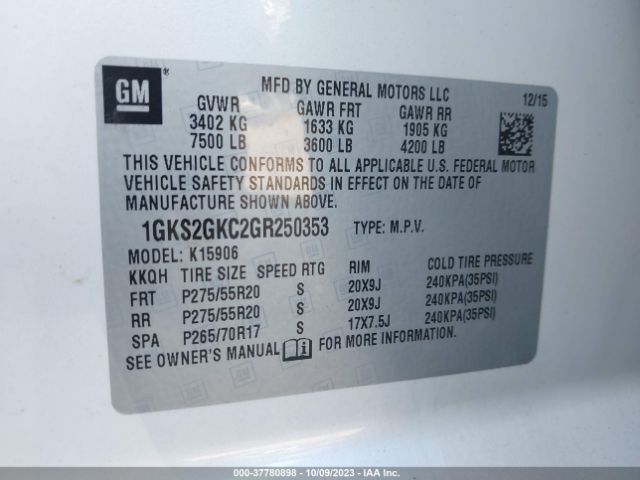 GM ® MFD BY GENERAL MOTORS LLC 12/15
GVWR GAWR FRT GAWR RR
3402 KG 1633 KG 1905 KG
7500 LB 3600 LB 4200 LB
THIS VEHICLE CONFORMS TO ALL APPLICABLE U.S. FEDERAL MOTOR
VEHICLE SAFETY STANDARDS IN EFFECT ON THE DATE OF
MANUFACTURE SHOWN ABOVE.
1GKS2GKC2GR250353 TYPE: M.P.V.
MODEL: K15906
KKQH TIRE SIZE SPEED RTG RIM COLD TIRE PRESSURE
FRT P275/55R20 S 20X9J 240KPA(35PSI)
RR P275/55R20 S 20X9J 240KPA(35PSI)
SPA P265/70R17 S 17X7.5J 240KPA(35PSI)
SEE OWNER'S MANUAL FOR MORE INFORMATION.
000-37780898 - 10/09/2023 - IAA Inc.